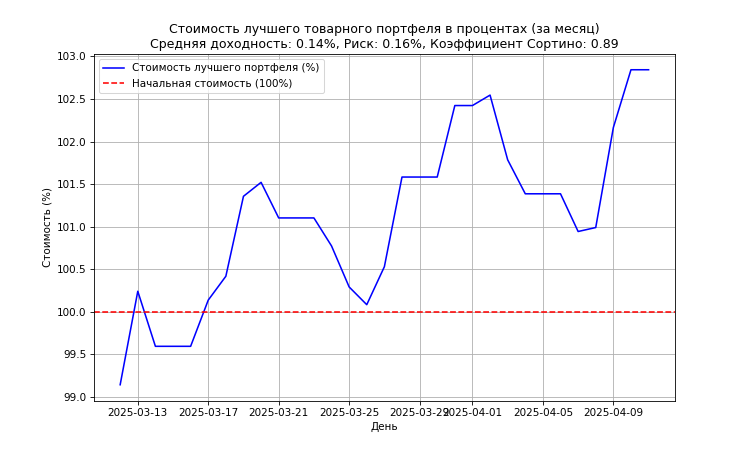 Стоимость лучшего товарного портфеля в процентах (за месяц)
Средняя доходность: 0.14%, Риск: 0.16%, Коэффициент Сортино: 0.89
Стоимость лучшего портфеля (%)
Начальная стоимость (100%)
103.0
102.5
102.0
101.5
101.0
100.5
100.0
99.5
99.0
Стоимость (%)
2025-03-13 2025-03-17 2025-03-21 2025-03-25 2025-03-29 2025-04-01 2025-04-05 2025-04-09
День